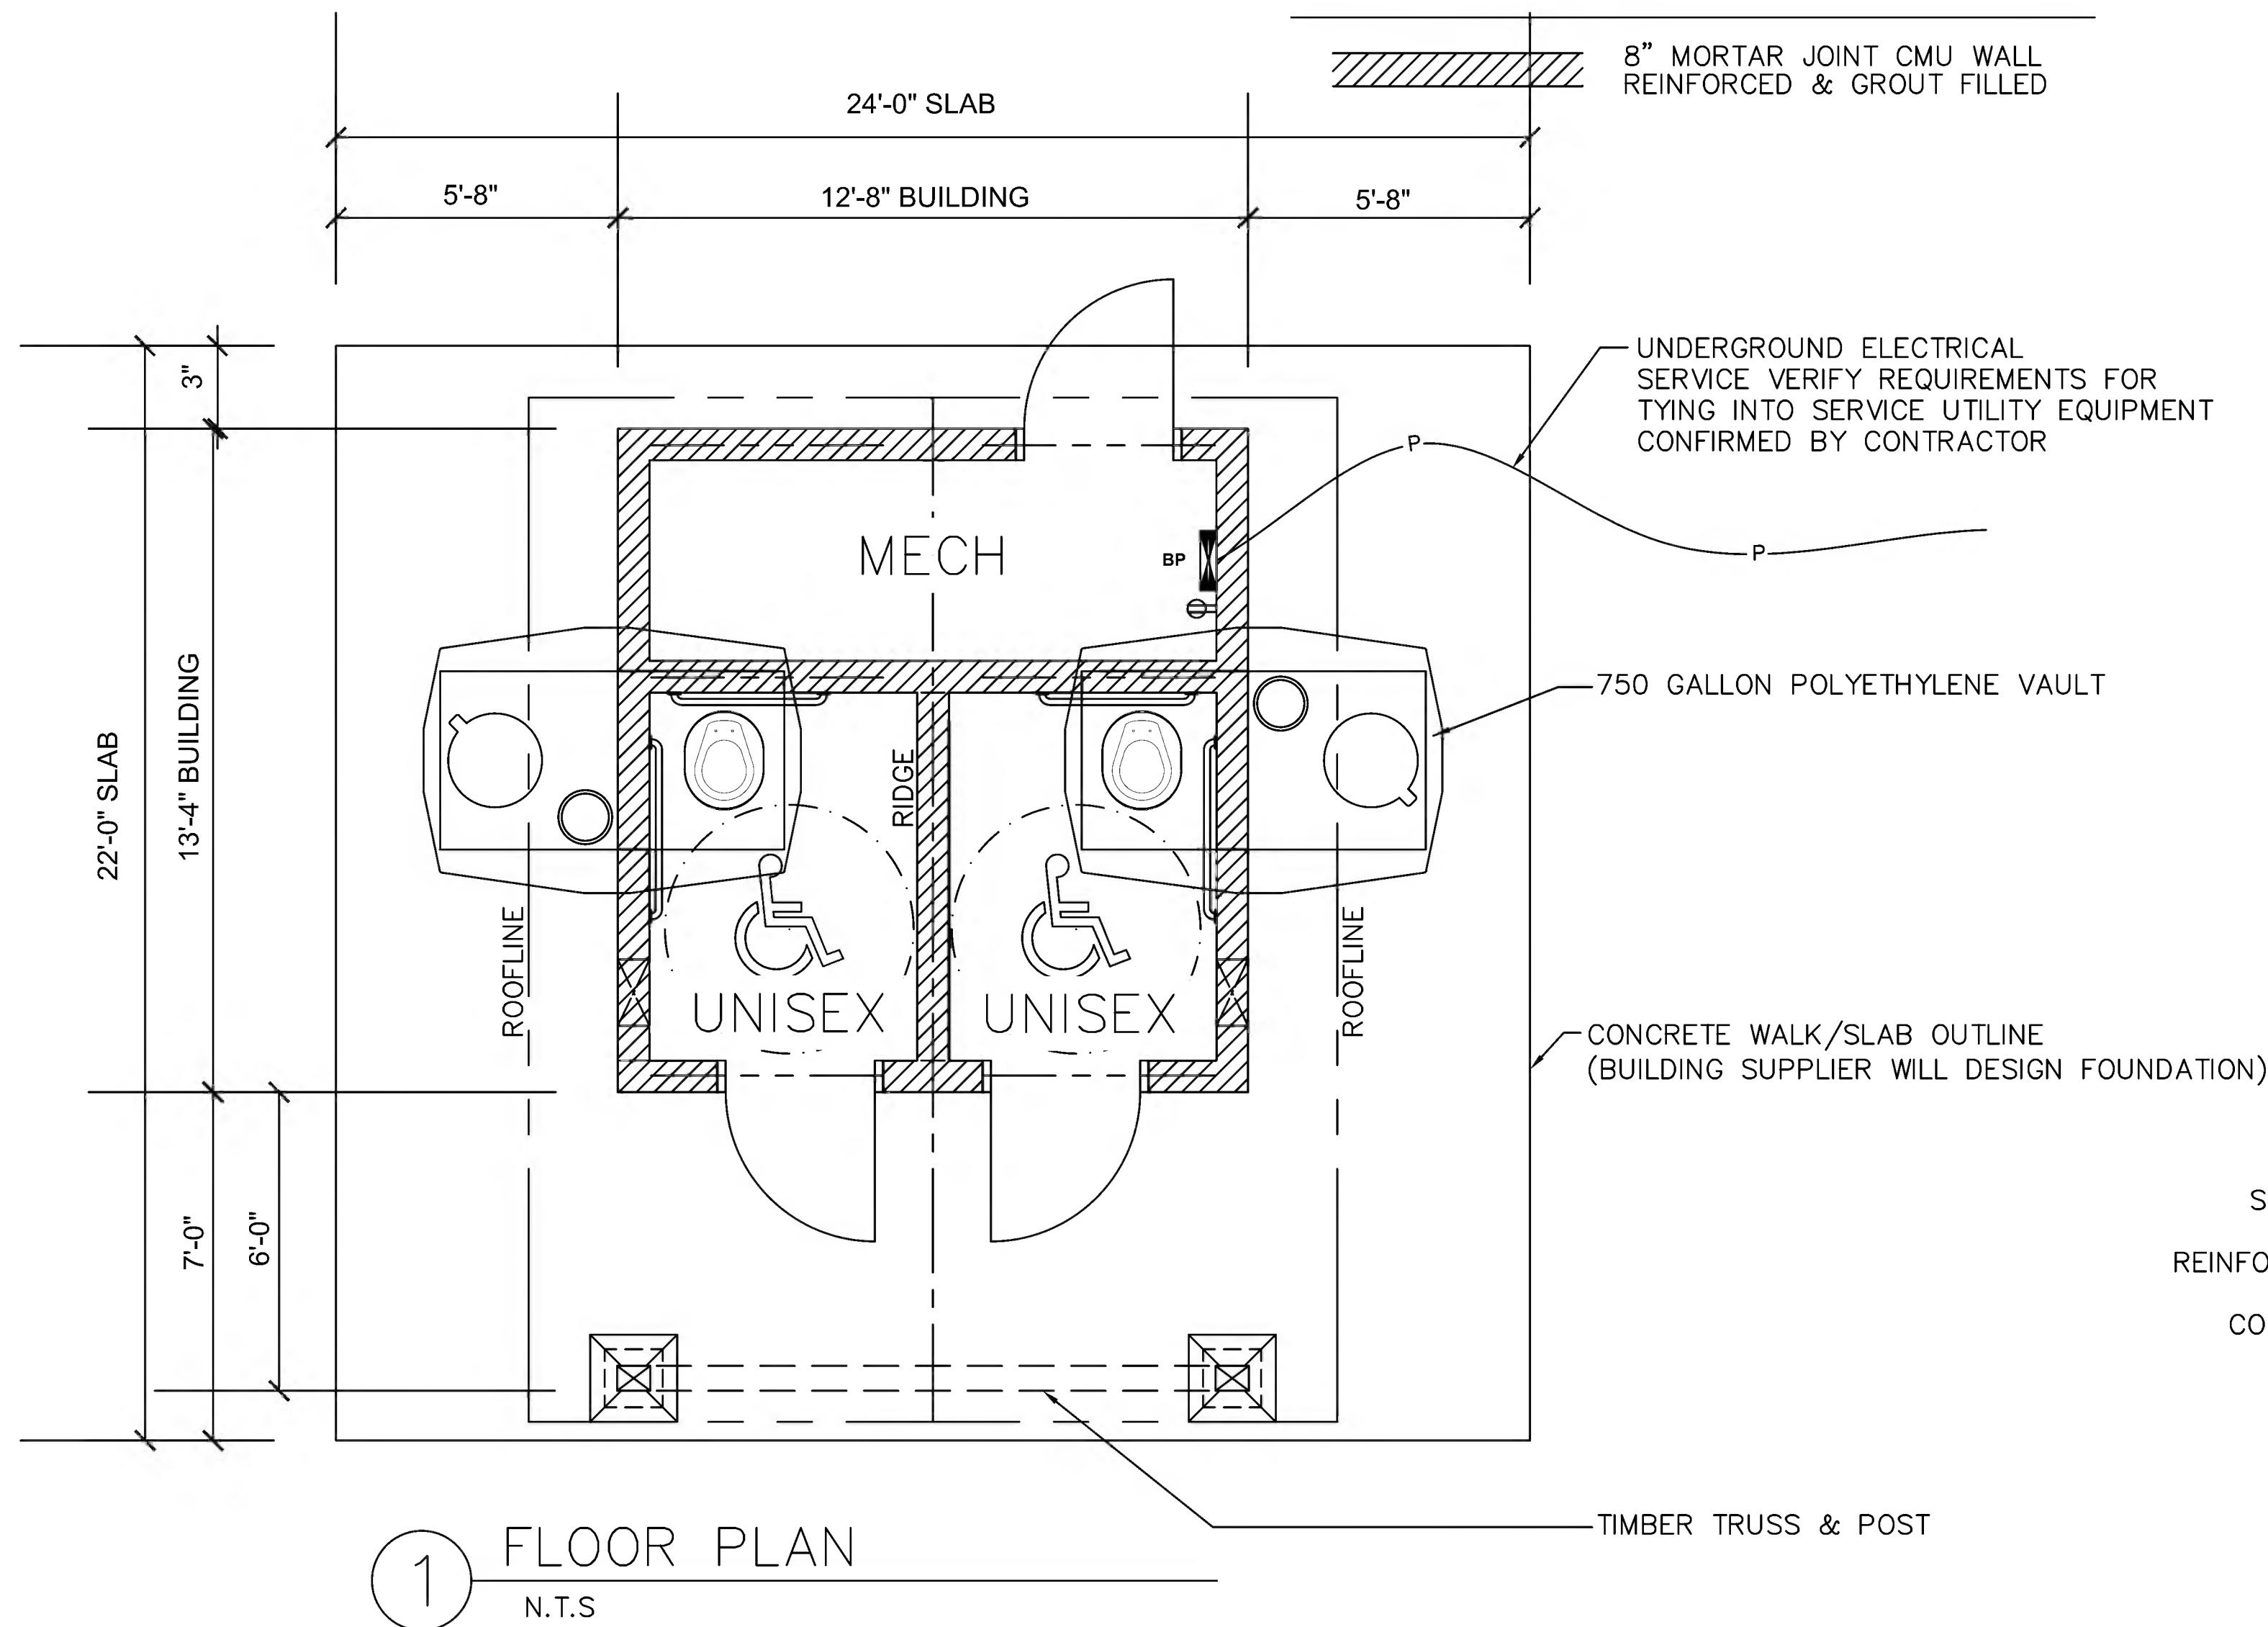 8” MORTAR JOINT CMU WALL
REINFORCED & GROUT FILLED
24'-0" SLAB
5'-8"
12'-8" BUILDING
5'-8"
UNDERGROUND ELECTRICAL
SERVICE VERIFY REQUIREMENTS FOR
TYING INTO SERVICE UTILITY EQUIPMENT
CONFIRMED BY CONTRACTOR
3"
P
P
MECH
BP
13'-4" BUILDING
22'-0" SLAB
750 GALLON POLYETHYLENE VAULT
RIDGE
ROOFLINE
ROOFLINE
UNISEX
UNISEX
CONCRETE WALK/SLAB OUTLINE
(BUILDING SUPPLIER WILL DESIGN FOUNDATION)
7'-0"
6'-0"
S
REINFO
CO
TIMBER TRUSS & POST
1
FLOOR PLAN
N.T.S